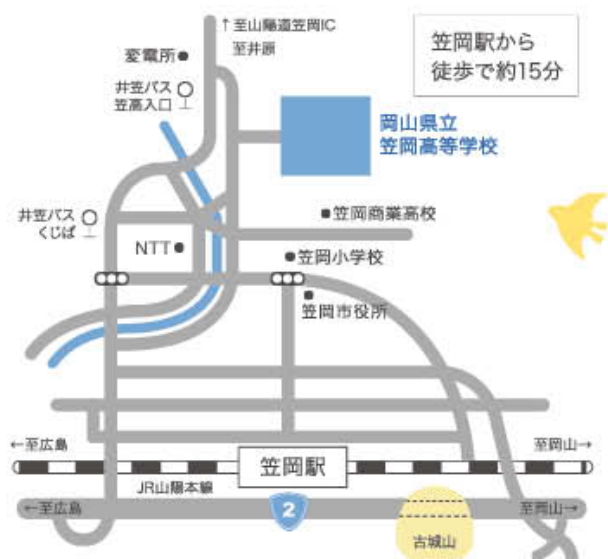 ↑至山陽道笠岡IC
至井原
笠岡駅から
徒歩で約15分
変電所
井笠バス
笠高入口
岡山県立
笠岡高等学校
井笠バス
くじば
笠岡商業高校
NTT
笠岡小学校
笠岡市役所
←至広島
至岡山→
笠岡駅
JR山陽本線
←至広島
2
至岡山→
古城山